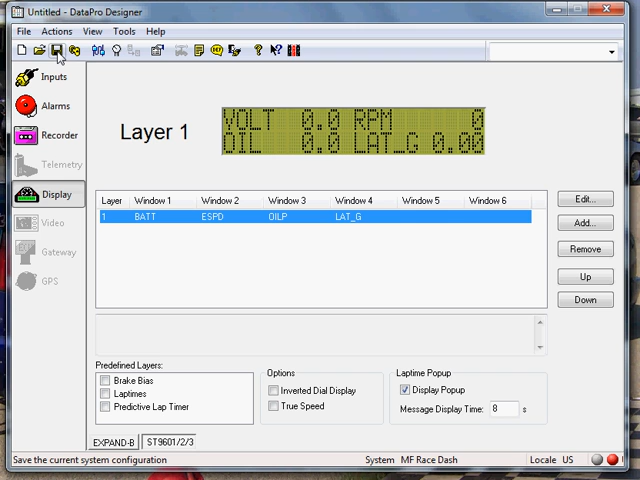 Untitled - DataPro Designer
File Actions View Tools Help
Inputs
Alarms
Recorder
Telemetry
Display
Video
Gateway
GPS
Layer 1
VOLT 0.0 RPM 0
OIL 0.0 LAT_G 0.00
Layer Window 1 Window 2 Window 3 Window 4 Window 5 Window 6
1 BATT ESPD OILP LAT_G
Edit...
Add...
Remove
Up
Down
Predefined Layers:
Brake Bias
Laptimes
Predictive Lap Timer
Options
Inverted Dial Display
True Speed
Laptime Popup
Display Popup
Message Display Time: 8 s
EXPAND-B ST9601/2/3
Save the current system configuration System MF Race Dash Locale US